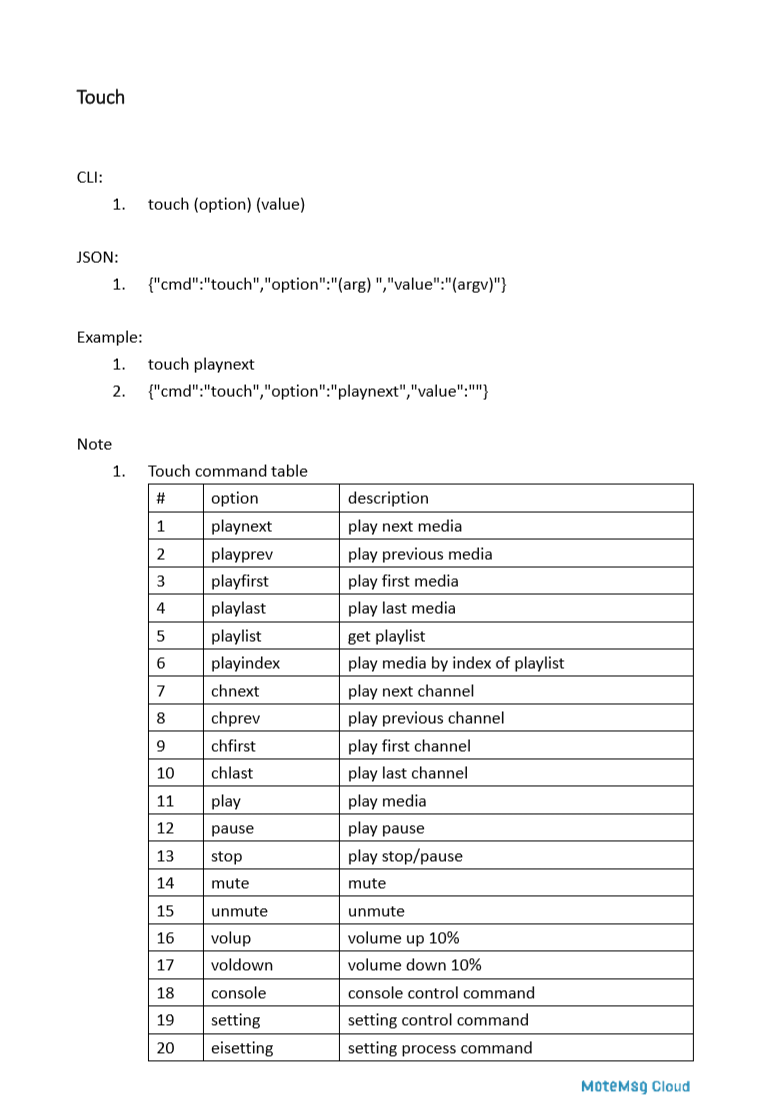 Touch
CLI:
1. touch (option) (value)
JSON:
1. {"cmd":"touch","option":"(arg) ","value":"(argv)"}
Example:
1. touch playnext
2. {"cmd":"touch","option":"playnext","value":""}
Note
1. Touch command table
# option description
1 playnext play next media
2 playprev play previous media
3 playfirst play first media
4 playlast play last media
5 playlist get playlist
6 playindex play media by index of playlist
7 chnext play next channel
8 chprev play previous channel
9 chfirst play first channel
10 chlast play last channel
11 play play media
12 pause play pause
13 stop play stop/pause
14 mute mute
15 unmute unmute
16 volup volume up 10%
17 voldown volume down 10%
18 console console control command
19 setting setting control command
20 eisetting setting process command
MoteMsg Cloud